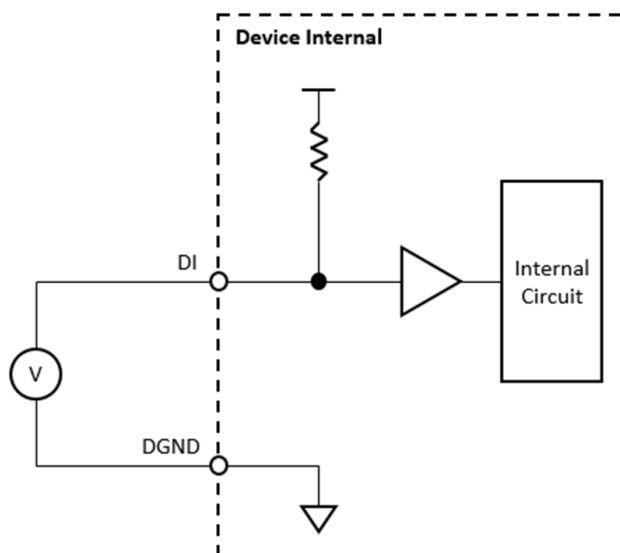 Device Internal
DI
Internal
Circuit
V
DGND